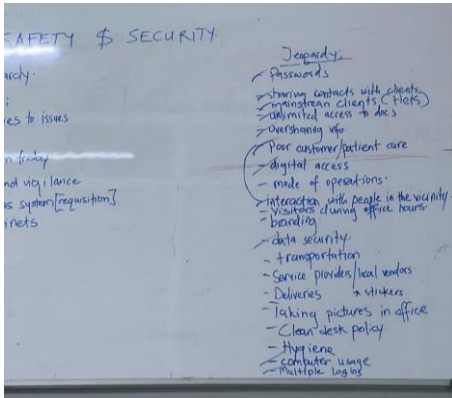 SAFETY $ SECURITY.
ardy.
;
es to issues
n friday
nd vigilance
us system [requisition]
inets
Jeopardy;
- Passwords
- sharing contacts with clients
- mainstream clients (
- unlimited access to docs
- oversharing info
- Poor customer/patient care
- digital access
- mode of operations.
- interaction with people in the vicinity.
- visitors during office hours.
- branding
- data security.
- transportation
- Service providers/local vendors.
- Deliveries * stickers
- Taking pictures in office
- Clean desk policy
- Hygiene
- computer usage
- Multiple logins